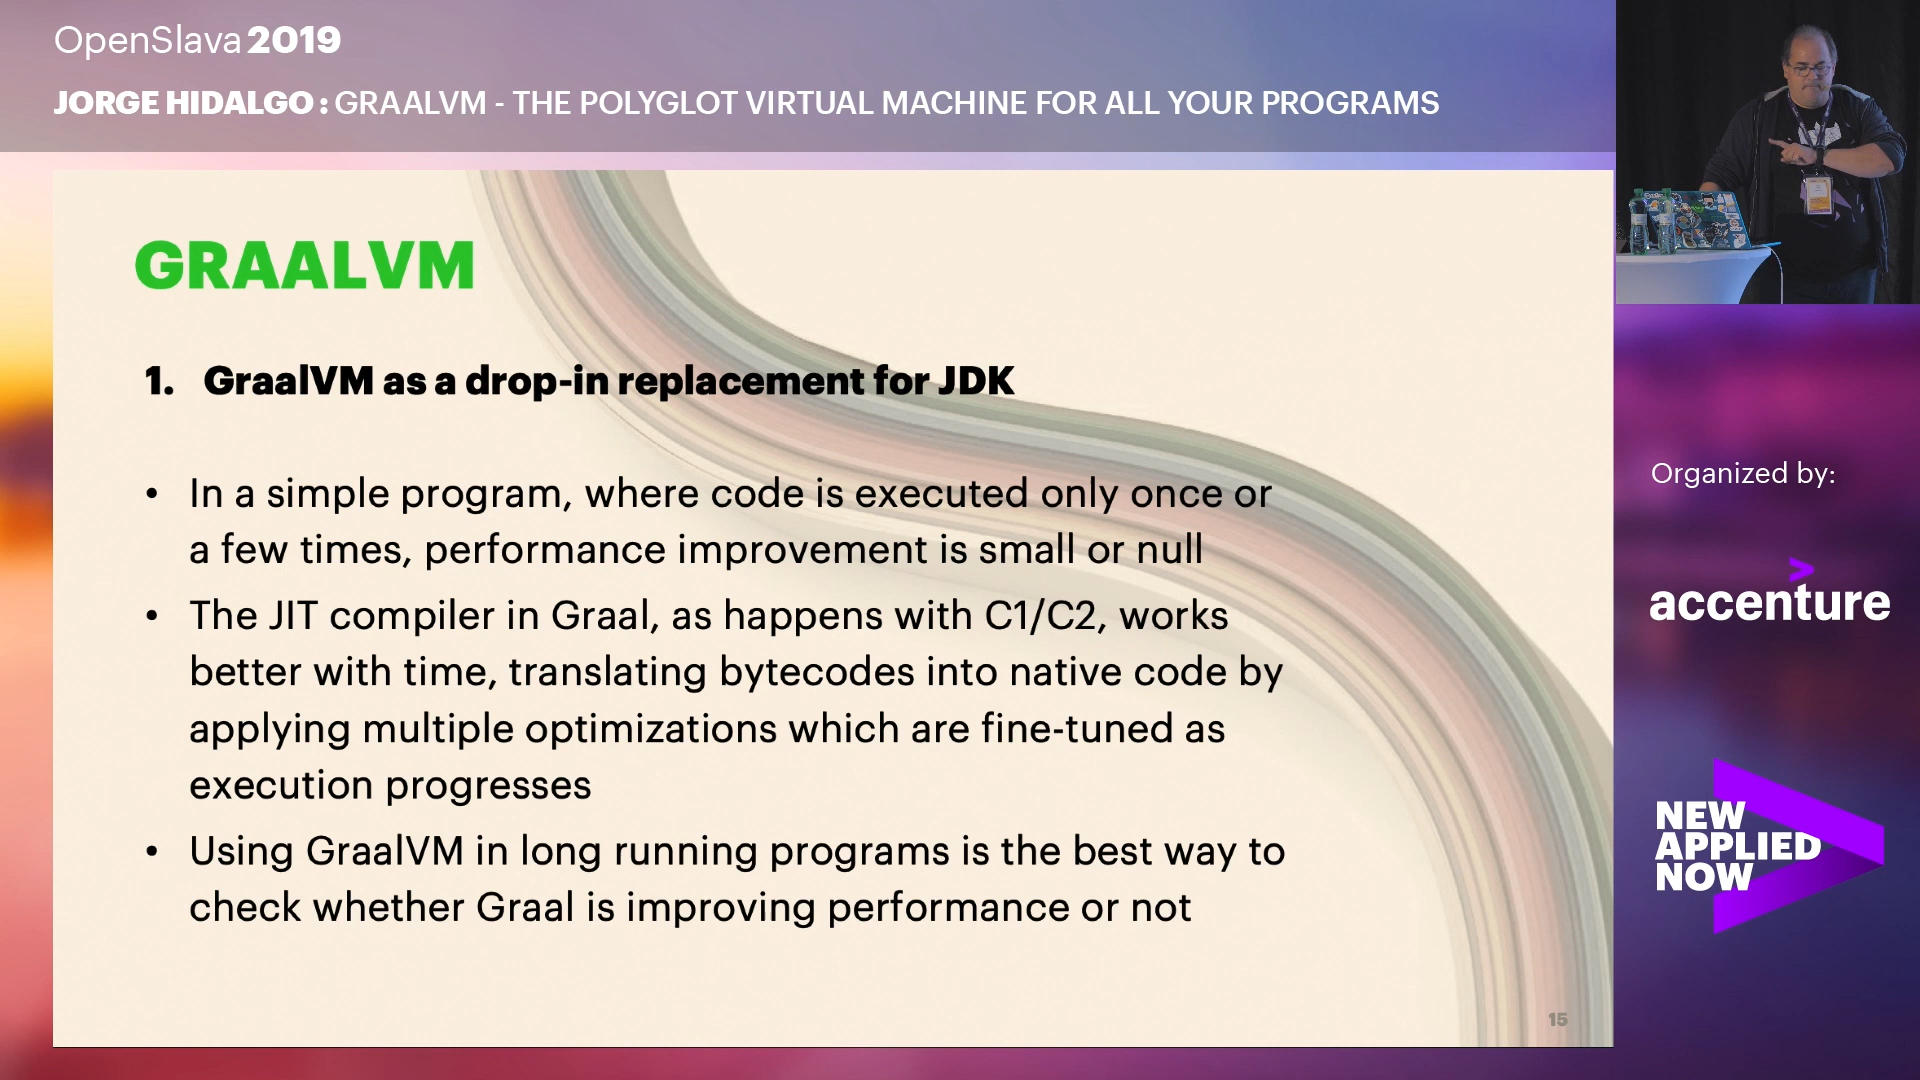 OpenSlava 2019
JORGE HIDALGO : GRAALVM - THE POLYGLOT VIRTUAL MACHINE FOR ALL YOUR PROGRAMS
GRAALVM
1. GraalVM as a drop-in replacement for JDK
• In a simple program, where code is executed only once or
a few times, performance improvement is small or null
• The JIT compiler in Graal, as happens with C1/C2, works
better with time, translating bytecodes into native code by
applying multiple optimizations which are fine-tuned as
execution progresses
• Using GraalVM in long running programs is the best way to
check whether Graal is improving performance or not
15
Organized by:
accenture
NEW
APPLIED
NOW